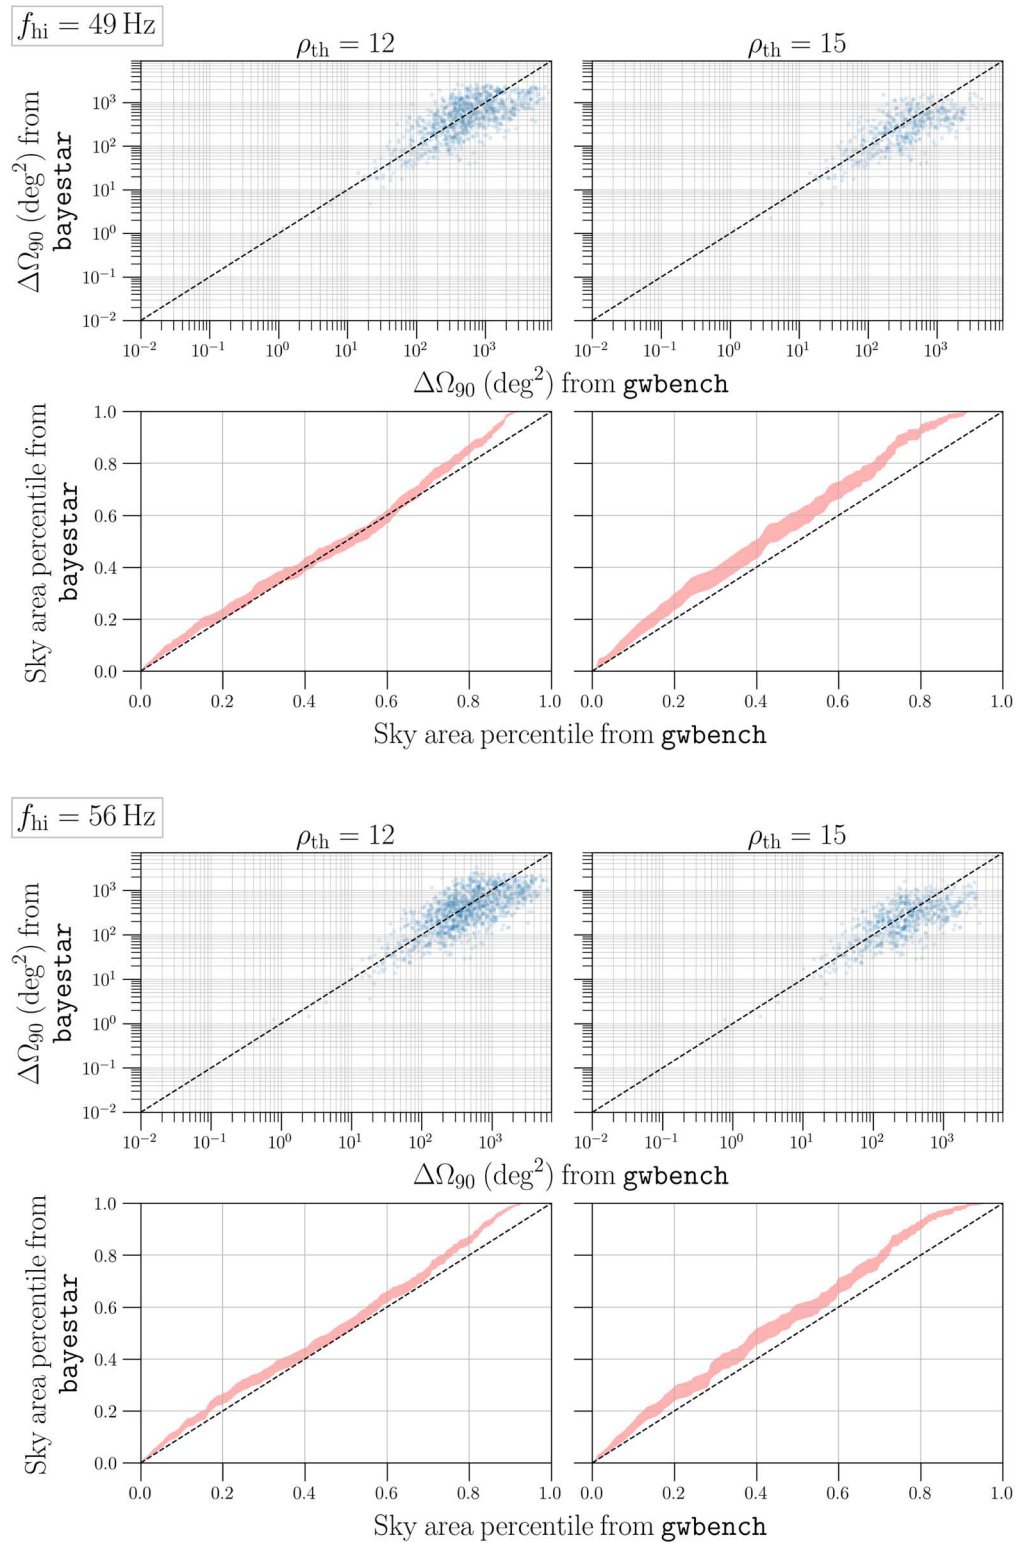 f_hi = 49 Hz
ρ_th = 12
ρ_th = 15
ΔΩ_90 (deg^2) from
bayestar
10^3
10^2
10^1
10^0
10^−1
10^−2
10^−2 10^−1 10^0 10^1 10^2 10^3
10^−2 10^−1 10^0 10^1 10^2 10^3
ΔΩ_90 (deg^2) from gwbench
Sky area percentile from
bayestar
1.0
0.8
0.6
0.4
0.2
0.0
0.0 0.2 0.4 0.6 0.8 1.0
0.0 0.2 0.4 0.6 0.8 1.0
Sky area percentile from gwbench
f_hi = 56 Hz
ρ_th = 12
ρ_th = 15
ΔΩ_90 (deg^2) from
bayestar
10^3
10^2
10^1
10^0
10^−1
10^−2
10^−2 10^−1 10^0 10^1 10^2 10^3
10^−2 10^−1 10^0 10^1 10^2 10^3
ΔΩ_90 (deg^2) from gwbench
Sky area percentile from
bayestar
1.0
0.8
0.6
0.4
0.2
0.0
0.0 0.2 0.4 0.6 0.8 1.0
0.0 0.2 0.4 0.6 0.8 1.0
Sky area percentile from gwbench